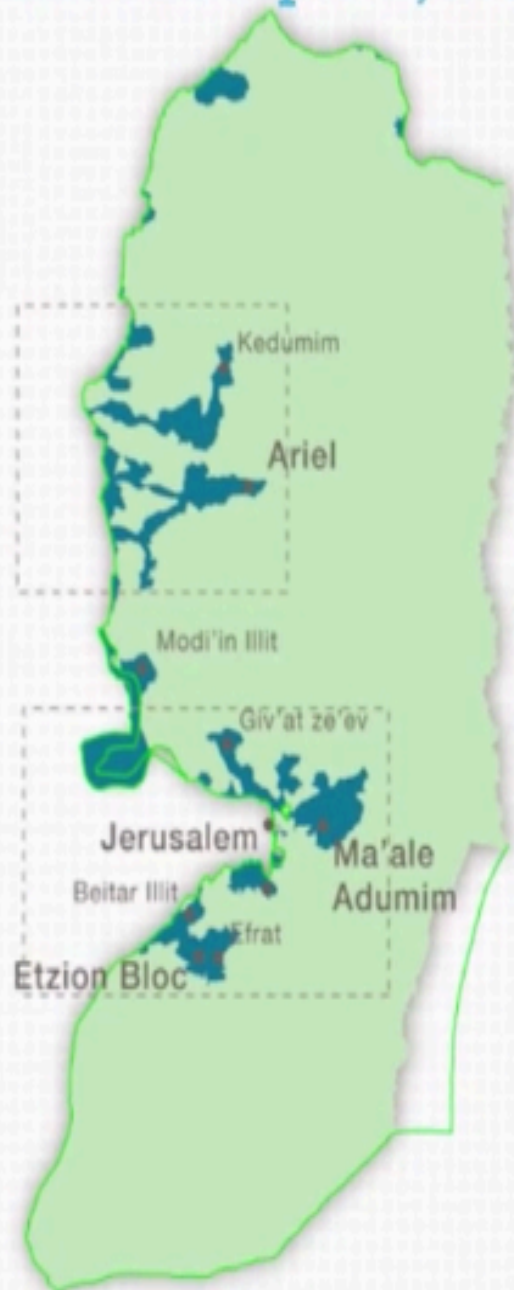 Kedumim
Ariel
Modi'in Illit
Giv'at ze'ev
Jerusalem
Ma'ale
Adumim
Beitar Illit
Efrat
Etzion Bloc